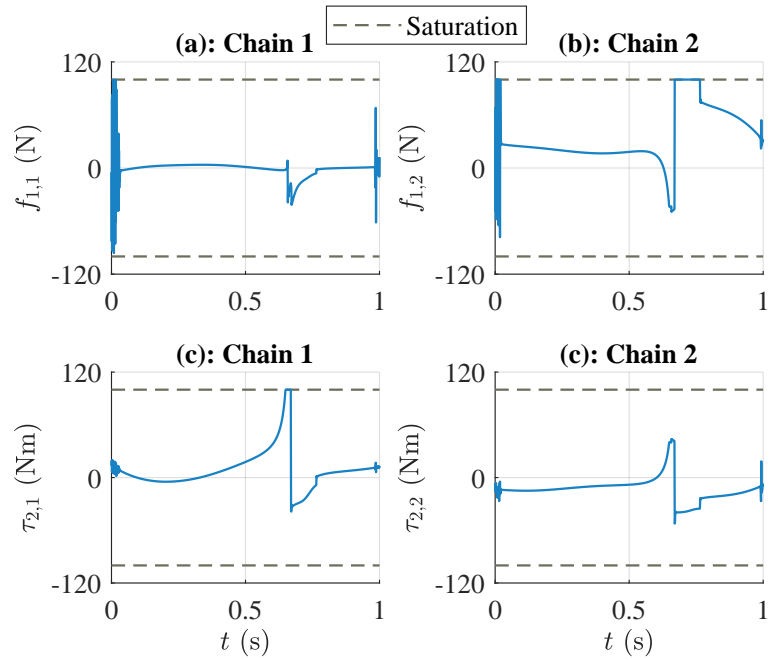 Saturation
(a): Chain 1
(b): Chain 2
120
0
-120
f1,1 (N)
0
0.5
1
120
0
-120
f1,2 (N)
0
0.5
1
(c): Chain 1
(c): Chain 2
120
0
-120
τ2,1 (Nm)
0
0.5
1
t (s)
120
0
-120
τ2,2 (Nm)
0
0.5
1
t (s)